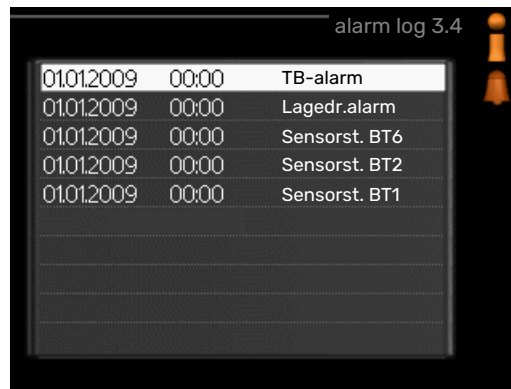 alarm log 3.4
01.01.2009 00:00 TB-alarm
01.01.2009 00:00 Lagedr.alarm
01.01.2009 00:00 Sensorst. BT6
01.01.2009 00:00 Sensorst. BT2
01.01.2009 00:00 Sensorst. BT1